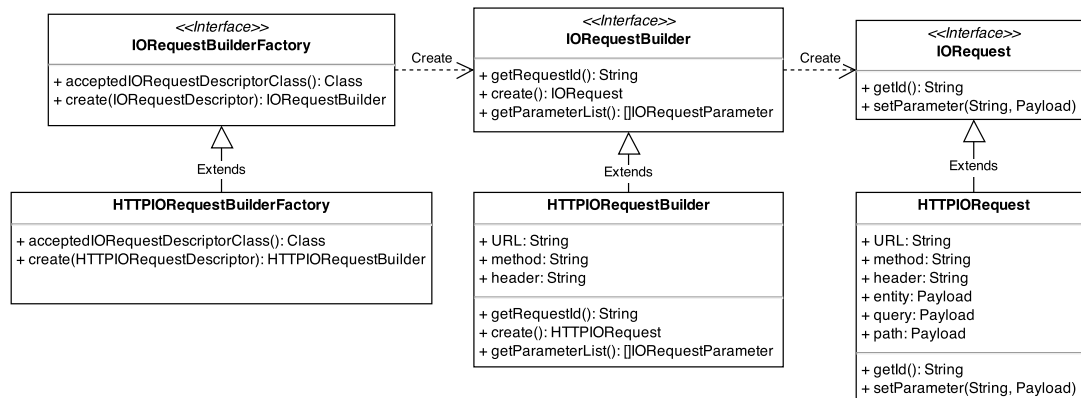 <<Interface>>
IORequestBuilderFactory
+ acceptedIORequestDescriptorClass(): Class
+ create(IORequestDescriptor): IORequestBuilder
Create
<<Interface>>
IORequestBuilder
+ getRequestId(): String
+ create(): IORequest
+ getParameterList(): []IORequestParameter
Create
<<Interface>>
IORequest
+ getId(): String
+ setParameter(String, Payload)
Extends
Extends
Extends
HTTPIORequestBuilderFactory
+ acceptedIORequestDescriptorClass(): Class
+ create(HTTPIORequestDescriptor): HTTPIORequestBuilder
HTTPIORequestBuilder
+ URL: String
+ method: String
+ header: String
+ getRequestId(): String
+ create(): HTTPIORequest
+ getParameterList(): []IORequestParameter
HTTPIORequest
+ URL: String
+ method: String
+ header: String
+ entity: Payload
+ query: Payload
+ path: Payload
+ getId(): String
+ setParameter(String, Payload)